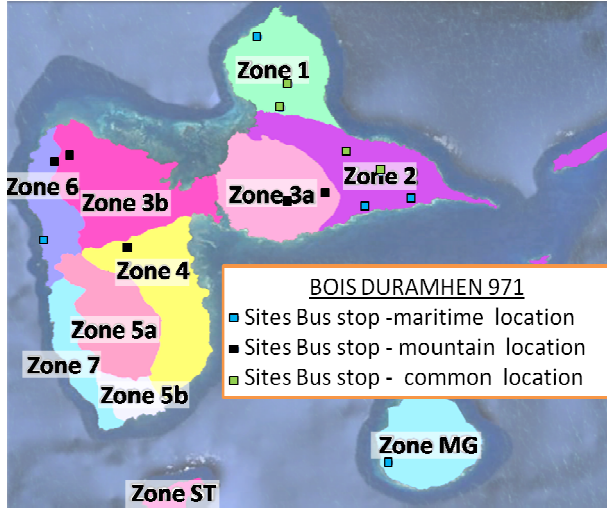 Zone 1
Zone 6
Zone 3b
Zone 3a
Zone 2
Zone 4
Zone 5a
Zone 7
Zone 5b
BOIS DURAMHEN 971
Sites Bus stop -maritime location
Sites Bus stop - mountain location
Sites Bus stop - common location
Zone MG
Zone ST